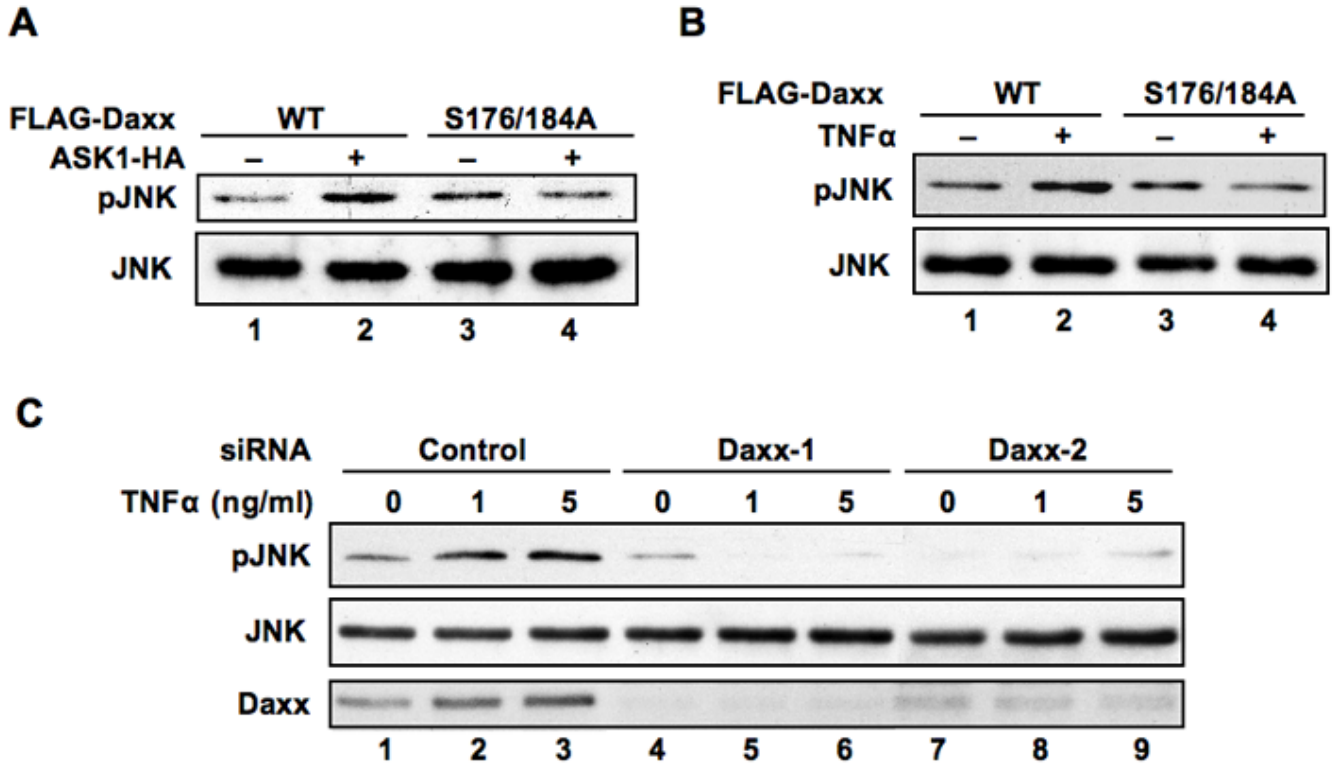 A
FLAG-Daxx WT S176/184A
ASK1-HA – + – +
pJNK
JNK
1 2 3 4
B
FLAG-Daxx WT S176/184A
TNFα – + – +
pJNK
JNK
1 2 3 4
C
siRNA Control Daxx-1 Daxx-2
TNFα (ng/ml) 0 1 5 0 1 5 0 1 5
pJNK
JNK
Daxx
1 2 3 4 5 6 7 8 9